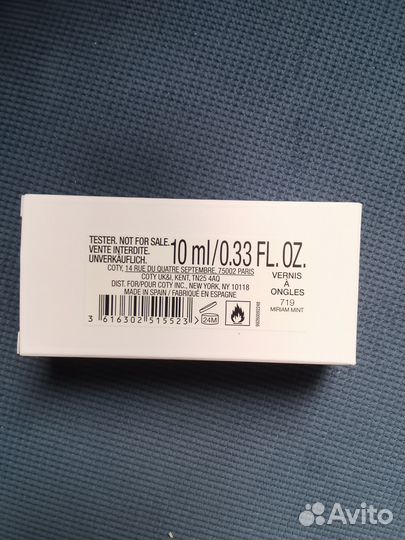 TESTER. NOT FOR SALE.
VENTE INTERDITE.
UNVERKÄUFLICH.
10 ml/0.33 FL. OZ.
COTY, 14 RUE DU QUATRE SEPTEMBRE, 75002 PARIS
COTY UK&I, KENT, TN25 4AQ
DIST. FOR/POUR COTY INC., NEW YORK, NY 10118
MADE IN SPAIN / FABRIQUÉ EN ESPAGNE
VERNIS
À
ONGLES
719
MIRIAM MINT
3 616302 515523
24M
Avito